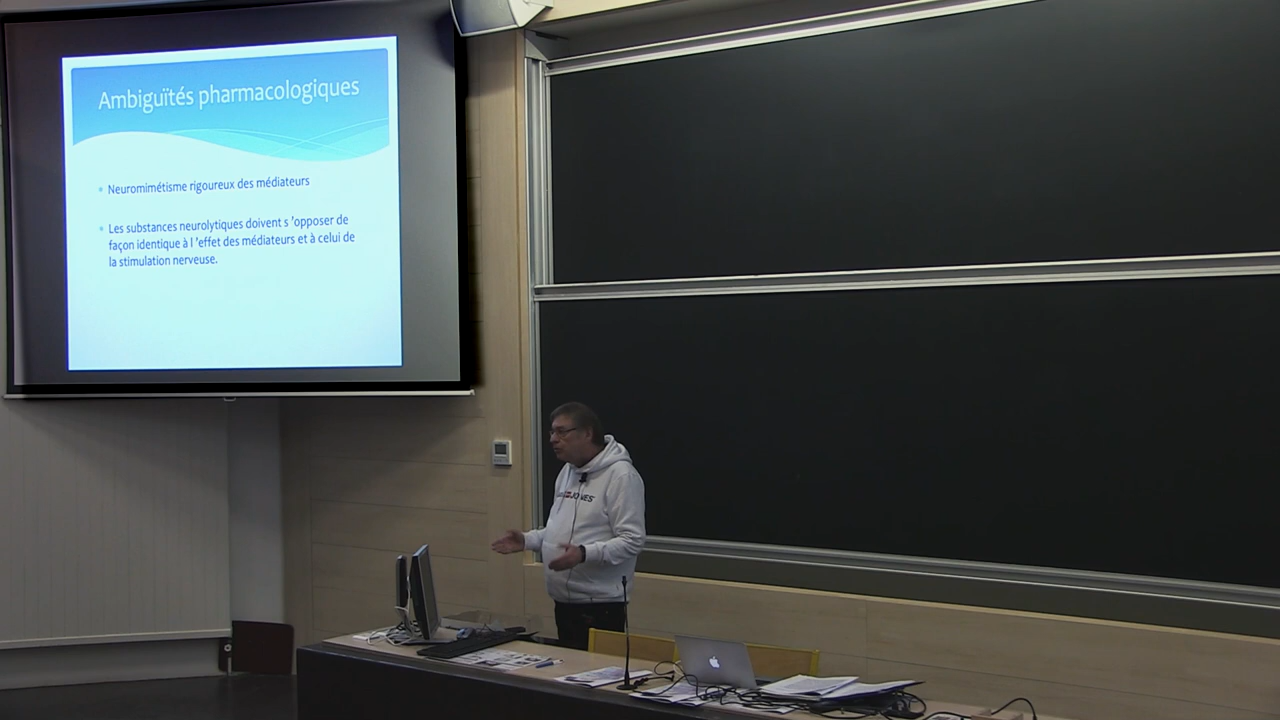 Ambiguïtés pharmacologiques
Neuromimétisme rigoureux des médiateurs
Les substances neurolytiques doivent s 'opposer de
façon identique à l 'effet des médiateurs et à celui de
la stimulation nerveuse.